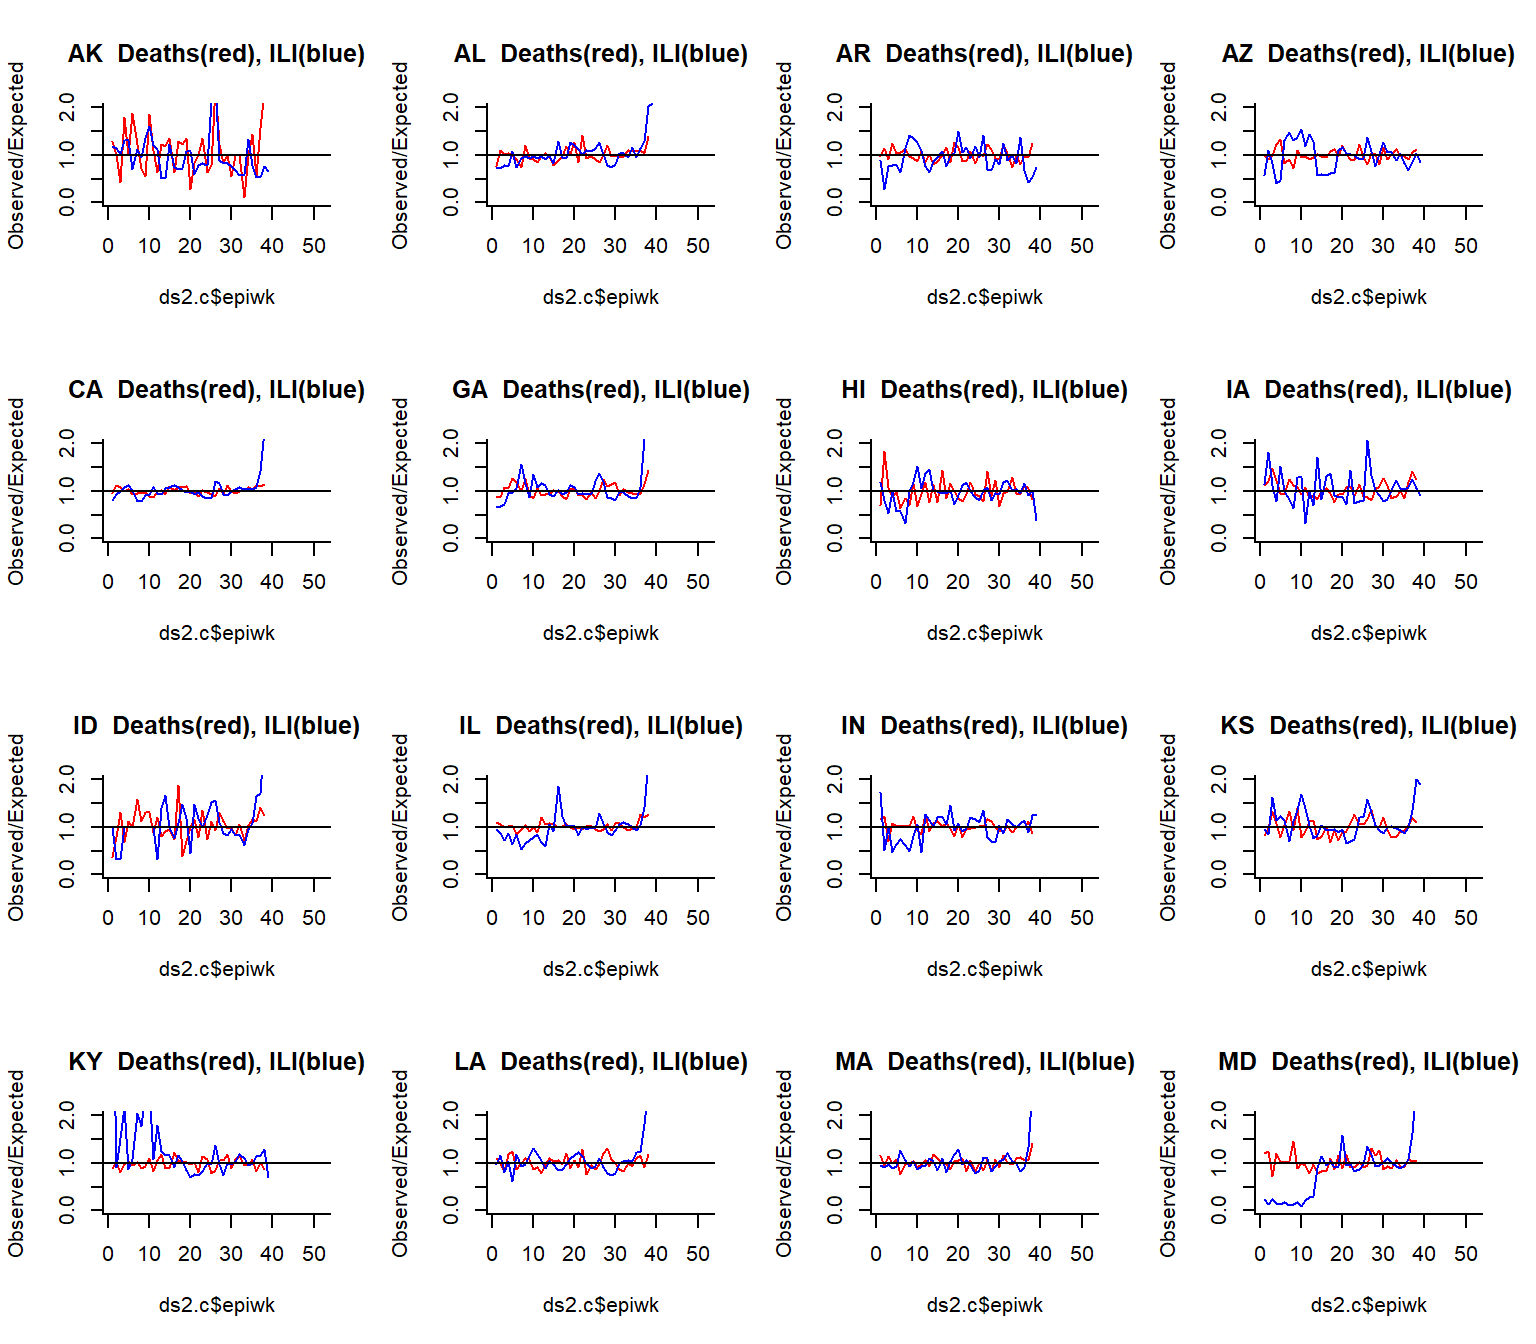 AK  Deaths(red), ILI(blue)
Observed/Expected
0.0 1.0 2.0
0 10 20 30 40 50
ds2.c$epiwk
AL  Deaths(red), ILI(blue)
Observed/Expected
0.0 1.0 2.0
0 10 20 30 40 50
ds2.c$epiwk
AR  Deaths(red), ILI(blue)
Observed/Expected
0.0 1.0 2.0
0 10 20 30 40 50
ds2.c$epiwk
AZ  Deaths(red), ILI(blue)
Observed/Expected
0.0 1.0 2.0
0 10 20 30 40 50
ds2.c$epiwk
CA  Deaths(red), ILI(blue)
Observed/Expected
0.0 1.0 2.0
0 10 20 30 40 50
ds2.c$epiwk
GA  Deaths(red), ILI(blue)
Observed/Expected
0.0 1.0 2.0
0 10 20 30 40 50
ds2.c$epiwk
HI  Deaths(red), ILI(blue)
Observed/Expected
0.0 1.0 2.0
0 10 20 30 40 50
ds2.c$epiwk
IA  Deaths(red), ILI(blue)
Observed/Expected
0.0 1.0 2.0
0 10 20 30 40 50
ds2.c$epiwk
ID  Deaths(red), ILI(blue)
Observed/Expected
0.0 1.0 2.0
0 10 20 30 40 50
ds2.c$epiwk
IL  Deaths(red), ILI(blue)
Observed/Expected
0.0 1.0 2.0
0 10 20 30 40 50
ds2.c$epiwk
IN  Deaths(red), ILI(blue)
Observed/Expected
0.0 1.0 2.0
0 10 20 30 40 50
ds2.c$epiwk
KS  Deaths(red), ILI(blue)
Observed/Expected
0.0 1.0 2.0
0 10 20 30 40 50
ds2.c$epiwk
KY  Deaths(red), ILI(blue)
Observed/Expected
0.0 1.0 2.0
0 10 20 30 40 50
ds2.c$epiwk
LA  Deaths(red), ILI(blue)
Observed/Expected
0.0 1.0 2.0
0 10 20 30 40 50
ds2.c$epiwk
MA  Deaths(red), ILI(blue)
Observed/Expected
0.0 1.0 2.0
0 10 20 30 40 50
ds2.c$epiwk
MD  Deaths(red), ILI(blue)
Observed/Expected
0.0 1.0 2.0
0 10 20 30 40 50
ds2.c$epiwk